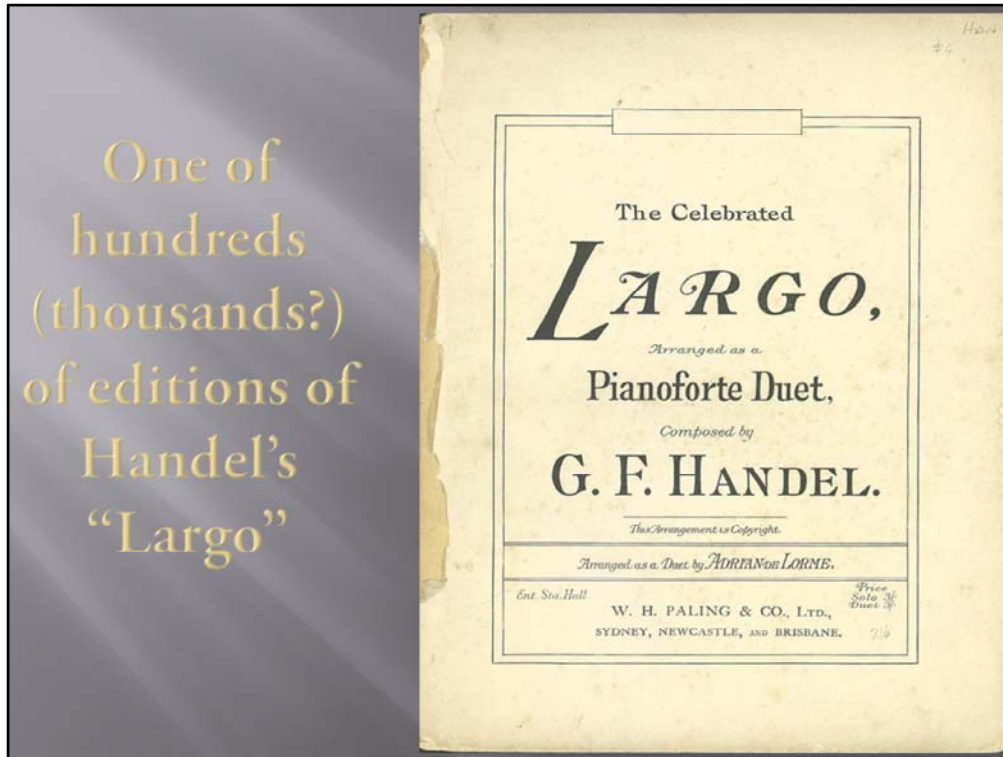 One of
hundreds
(thousands?)
of editions of
Handel’s
“Largo”
The Celebrated
LARGO,
Arranged as a
Pianoforte Duet,
Composed by
G. F. HANDEL.
This Arrangement is Copyright.
Arranged as a Duet by ADRIAN DE LORME.
Ent. Sta. Hall
Price
Solo
Duet
W. H. PALING & CO., LTD.,
SYDNEY, NEWCASTLE, AND BRISBANE.